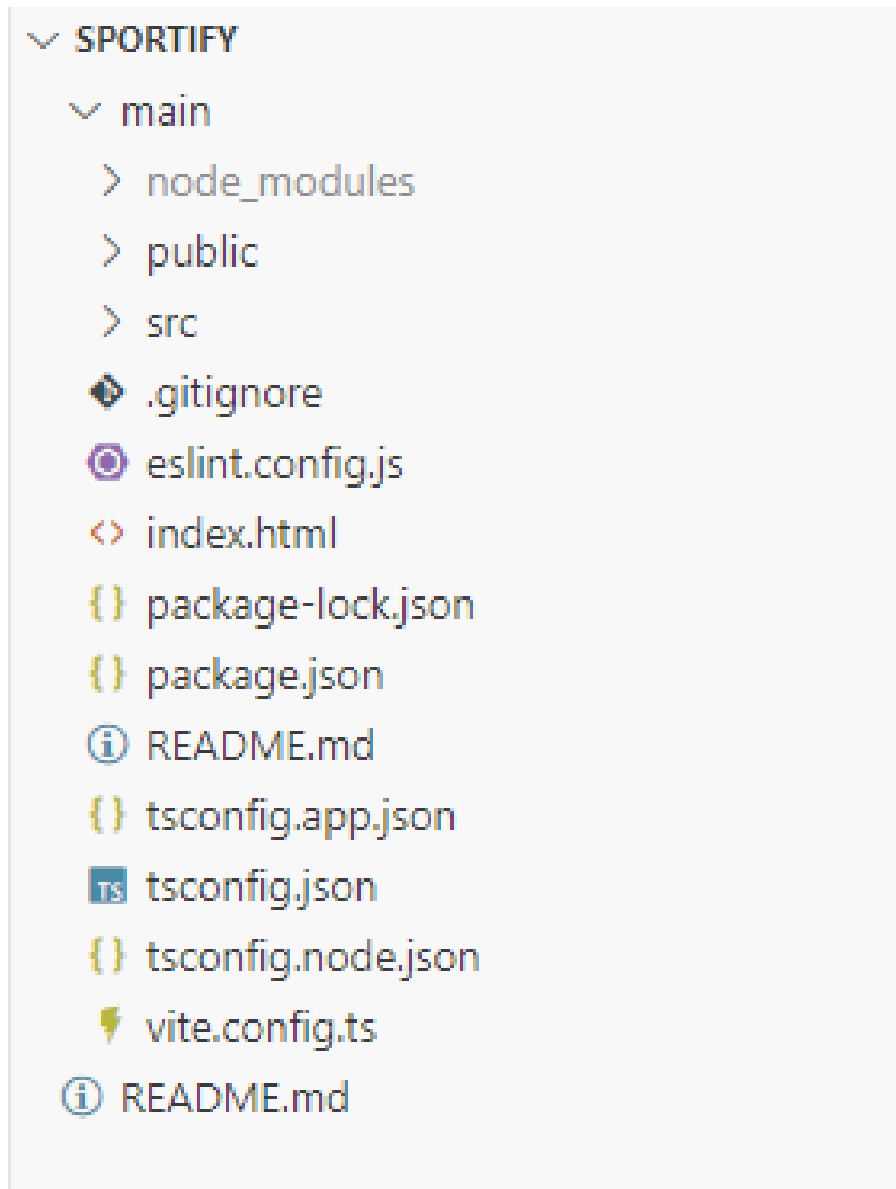 SPORTIFY
main
node_modules
public
src
.gitignore
eslint.config.js
index.html
package-lock.json
package.json
README.md
tsconfig.app.json
tsconfig.json
tsconfig.node.json
vite.config.ts
README.md